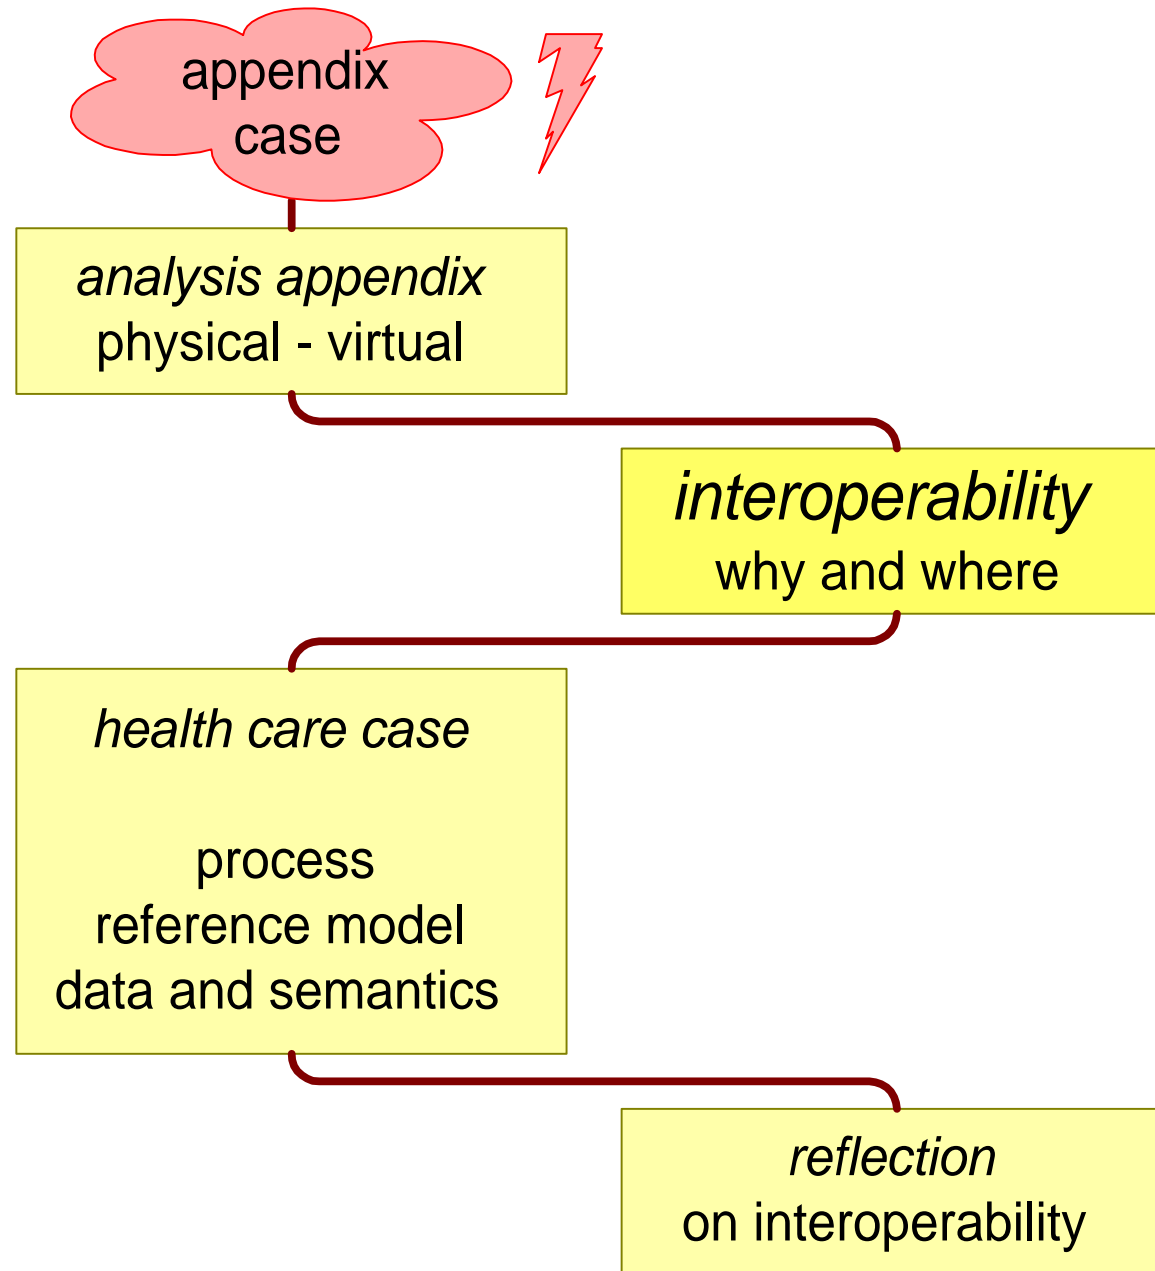 appendix
case
analysis appendix
physical - virtual
interoperability
why and where
health care case
process
reference model
data and semantics
reflection
on interoperability